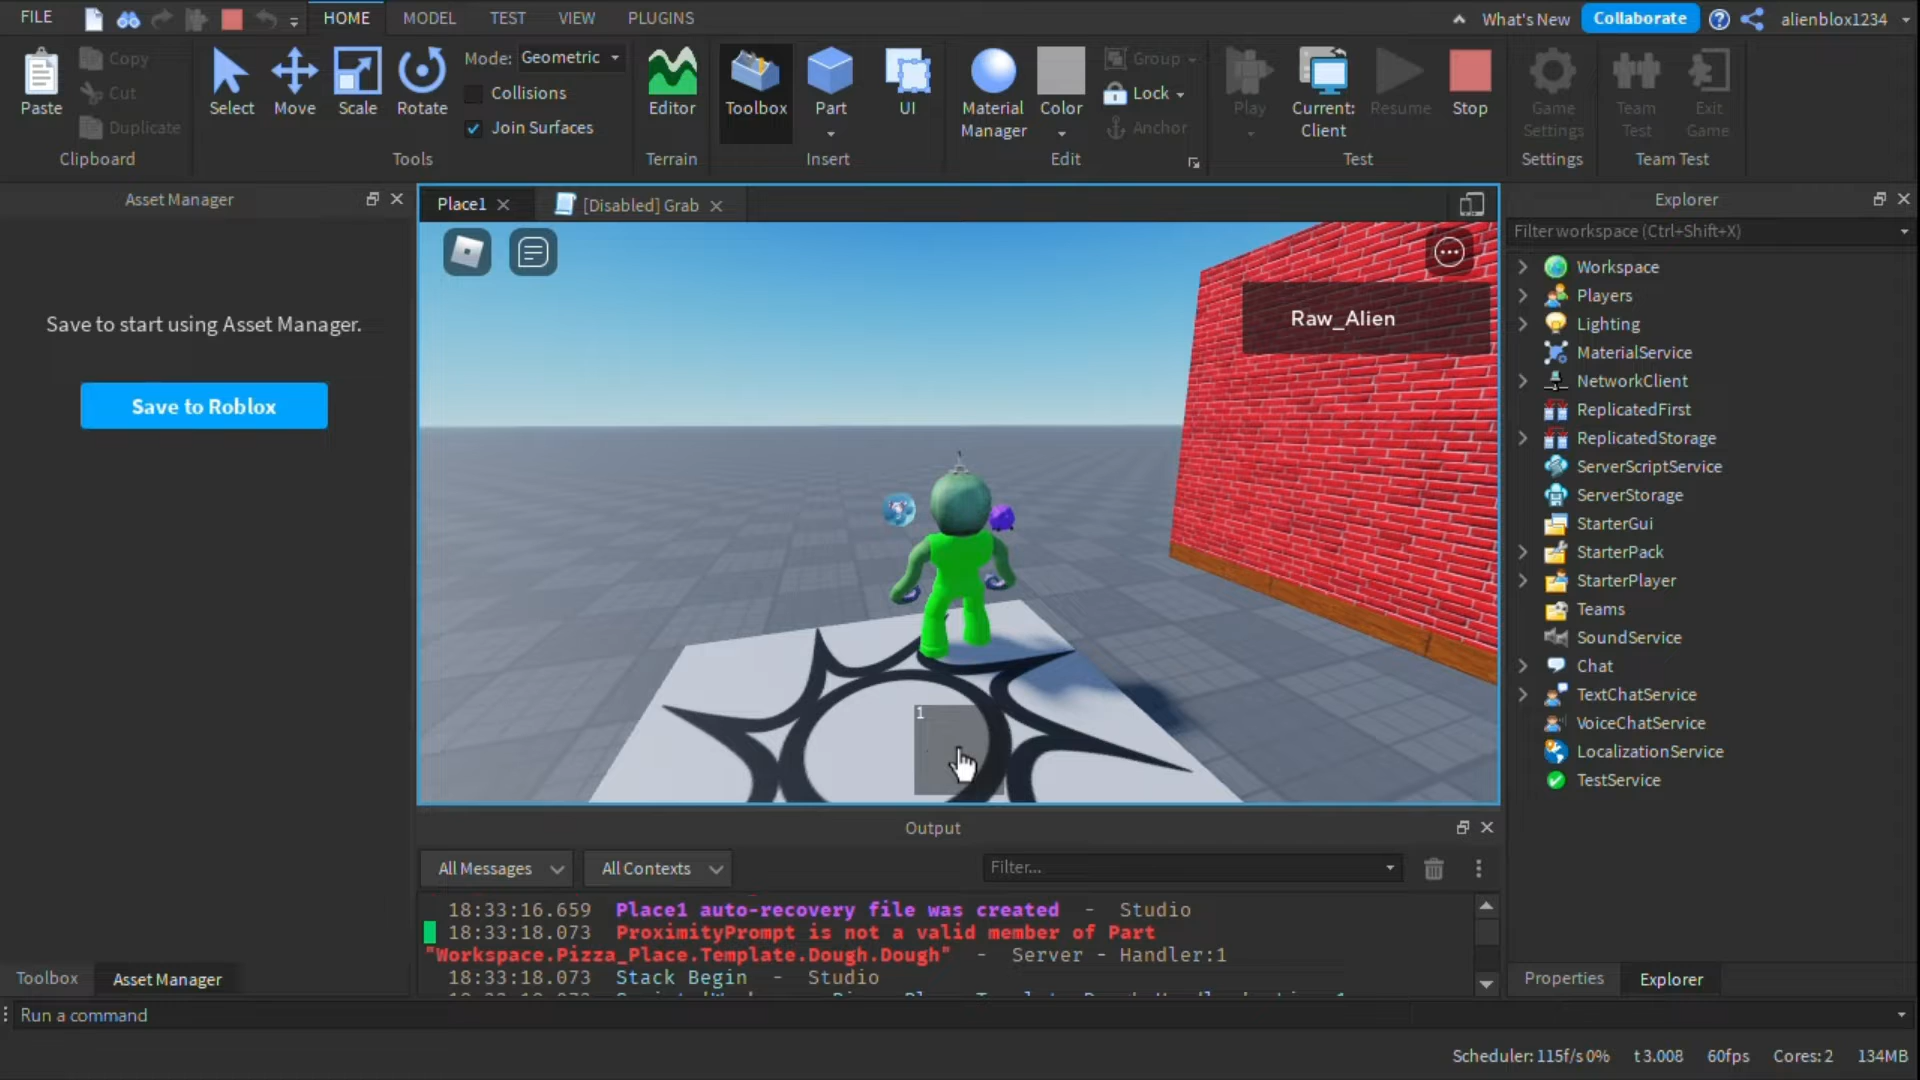 FILE
HOME
MODEL
TEST
VIEW
PLUGINS
What's New
Collaborate
alienblox1234
Paste
Copy
Cut
Duplicate
Clipboard
Select
Move
Scale
Rotate
Mode: Geometric
Collisions
Join Surfaces
Tools
Editor
Terrain
Toolbox
Part
UI
Insert
Material
Manager
Color
Group
Lock
Anchor
Edit
Play
Current:
Client
Resume
Stop
Test
Game
Settings
Settings
Team
Test
Exit
Game
Team Test
Asset Manager
Save to start using Asset Manager.
Save to Roblox
Toolbox
Asset Manager
Place1
[Disabled] Grab
Raw_Alien
1
Output
All Messages
All Contexts
Filter...
18:33:16.659 Place1 auto-recovery file was created - Studio
18:33:18.073 ProximityPrompt is not a valid member of Part
"Workspace.Pizza_Place.Template.Dough.Dough" - Server - Handler:1
18:33:18.073 Stack Begin - Studio
Explorer
Filter workspace (Ctrl+Shift+X)
Workspace
Players
Lighting
MaterialService
NetworkClient
ReplicatedFirst
ReplicatedStorage
ServerScriptService
ServerStorage
StarterGui
StarterPack
StarterPlayer
Teams
SoundService
Chat
TextChatService
VoiceChatService
LocalizationService
TestService
Properties
Explorer
Run a command
Scheduler: 115f/s 0% t 3.008 60fps Cores: 2 134MB